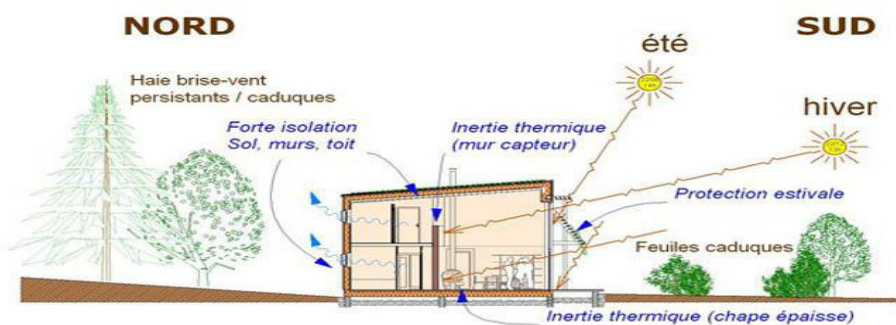 NORD
SUD
été
hiver
Haie brise-vent
persistants / caduques
Forte isolation
Sol, murs, toit
Inertie thermique
(mur capteur)
Protection estivale
Feuilles caduques
Inertie thermique (chape épaisse)